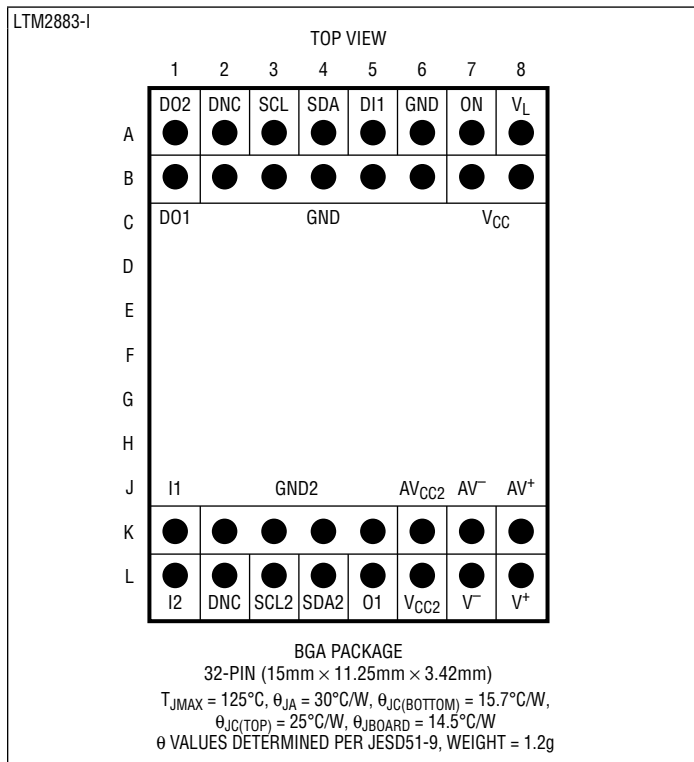 LTM2883-I
TOP VIEW
1 2 3 4 5 6 7 8
DO2 DNC SCL SDA DI1 GND ON VL
A
B
C DO1 GND VCC
D
E
F
G
H
J I1 GND2 AVCC2 AV− AV+
K
L
I2 DNC SCL2 SDA2 O1 VCC2 V− V+
BGA PACKAGE
32-PIN (15mm × 11.25mm × 3.42mm)
TJMAX = 125°C, θJA = 30°C/W, θJC(BOTTOM) = 15.7°C/W,
θJC(TOP) = 25°C/W, θJBOARD = 14.5°C/W
θ VALUES DETERMINED PER JESD51-9, WEIGHT = 1.2g